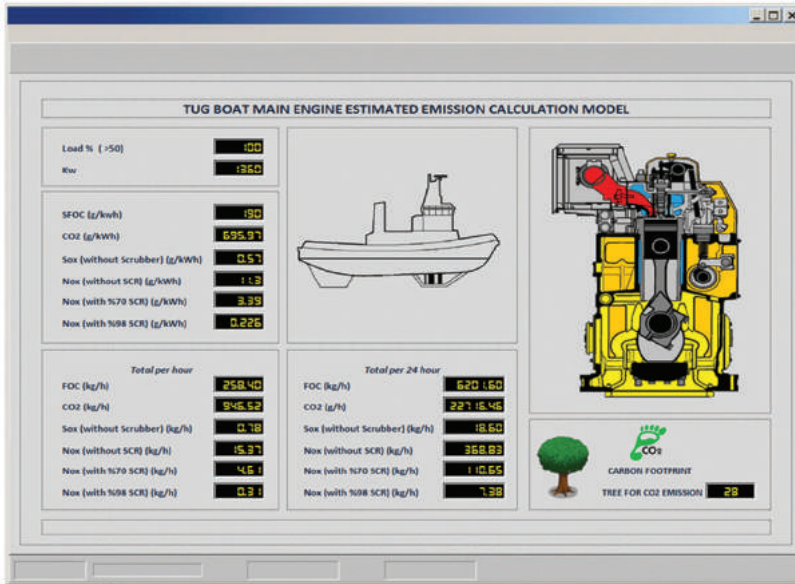 TUG BOAT MAIN ENGINE ESTIMATED EMISSION CALCULATION MODEL
Load % ( >50) 100
Kw 1360
SFOC (g/kwh) 190
CO2 (g/kWh) 695.97
Sox (without Scrubber) (g/kWh) 0.57
Nox (without SCR) (g/kWh) 11.3
Nox (with %70 SCR) (g/kWh) 3.39
Nox (with %98 SCR) (g/kWh) 0.226
Total per hour
FOC (kg/h) 258.40
CO2 (kg/h) 946.52
Sox (without Scrubber) (kg/h) 0.78
Nox (without SCR) (kg/h) 15.37
Nox (with %70 SCR) (kg/h) 4.61
Nox (with %98 SCR) (kg/h) 0.31
Total per 24 hour
FOC (kg/h) 6201.60
CO2 (g/h) 22716.46
Sox (without Scrubber) (kg/h) 18.60
Nox (without SCR) (kg/h) 368.83
Nox (with %70 SCR) (kg/h) 110.65
Nox (with %98 SCR) (kg/h) 7.38
CO2
CARBON FOOTPRINT
TREE FOR CO2 EMISSION 28